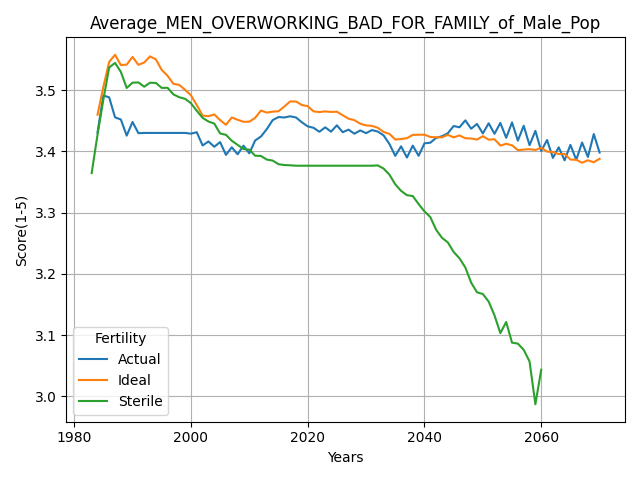 Average_MEN_OVERWORKING_BAD_FOR_FAMILY_of_Male_Pop
Score(1-5)
3.5
3.4
3.3
3.2
3.1
3.0
Fertility
Actual
Ideal
Sterile
1980 2000 2020 2040 2060
Years